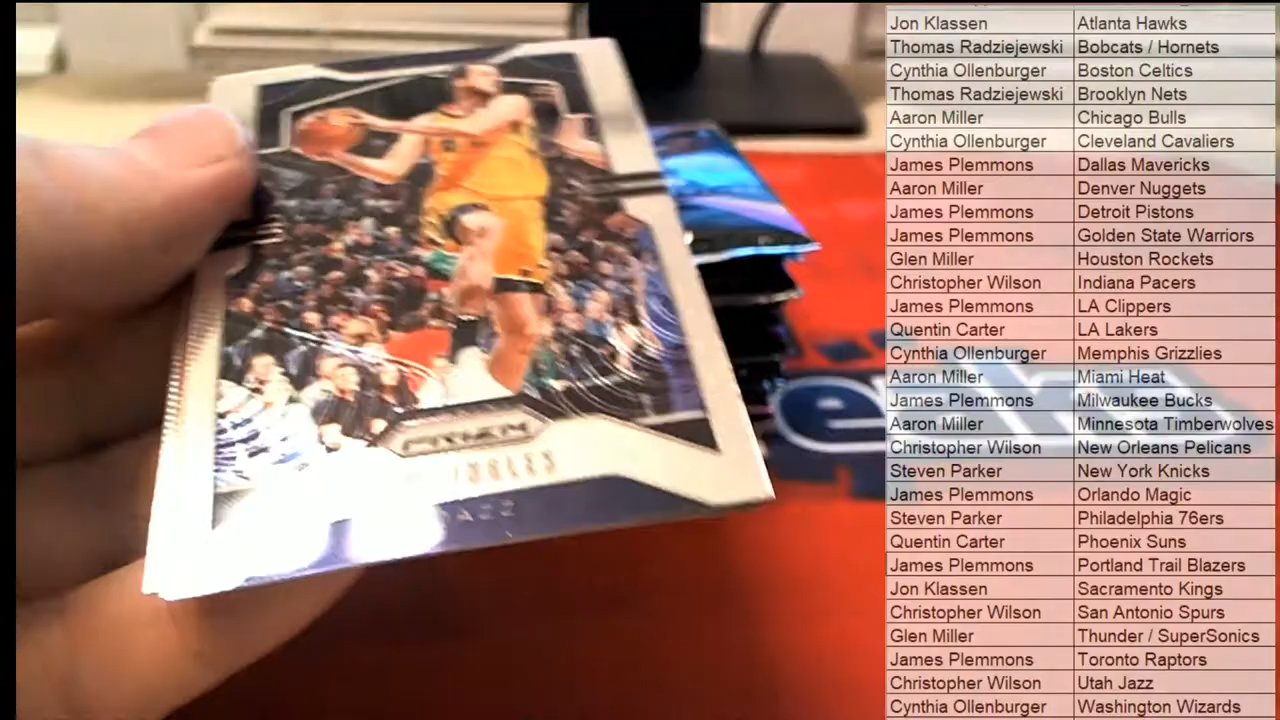 PRIZM
INGLES
JAZZ
Jon Klassen Atlanta Hawks
Thomas Radziejewski Bobcats / Hornets
Cynthia Ollenburger Boston Celtics
Thomas Radziejewski Brooklyn Nets
Aaron Miller Chicago Bulls
Cynthia Ollenburger Cleveland Cavaliers
James Plemmons Dallas Mavericks
Aaron Miller Denver Nuggets
James Plemmons Detroit Pistons
James Plemmons Golden State Warriors
Glen Miller Houston Rockets
Christopher Wilson Indiana Pacers
James Plemmons LA Clippers
Quentin Carter LA Lakers
Cynthia Ollenburger Memphis Grizzlies
Aaron Miller Miami Heat
James Plemmons Milwaukee Bucks
Aaron Miller Minnesota Timberwolves
Christopher Wilson New Orleans Pelicans
Steven Parker New York Knicks
James Plemmons Orlando Magic
Steven Parker Philadelphia 76ers
Quentin Carter Phoenix Suns
James Plemmons Portland Trail Blazers
Jon Klassen Sacramento Kings
Christopher Wilson San Antonio Spurs
Glen Miller Thunder / SuperSonics
James Plemmons Toronto Raptors
Christopher Wilson Utah Jazz
Cynthia Ollenburger Washington Wizards